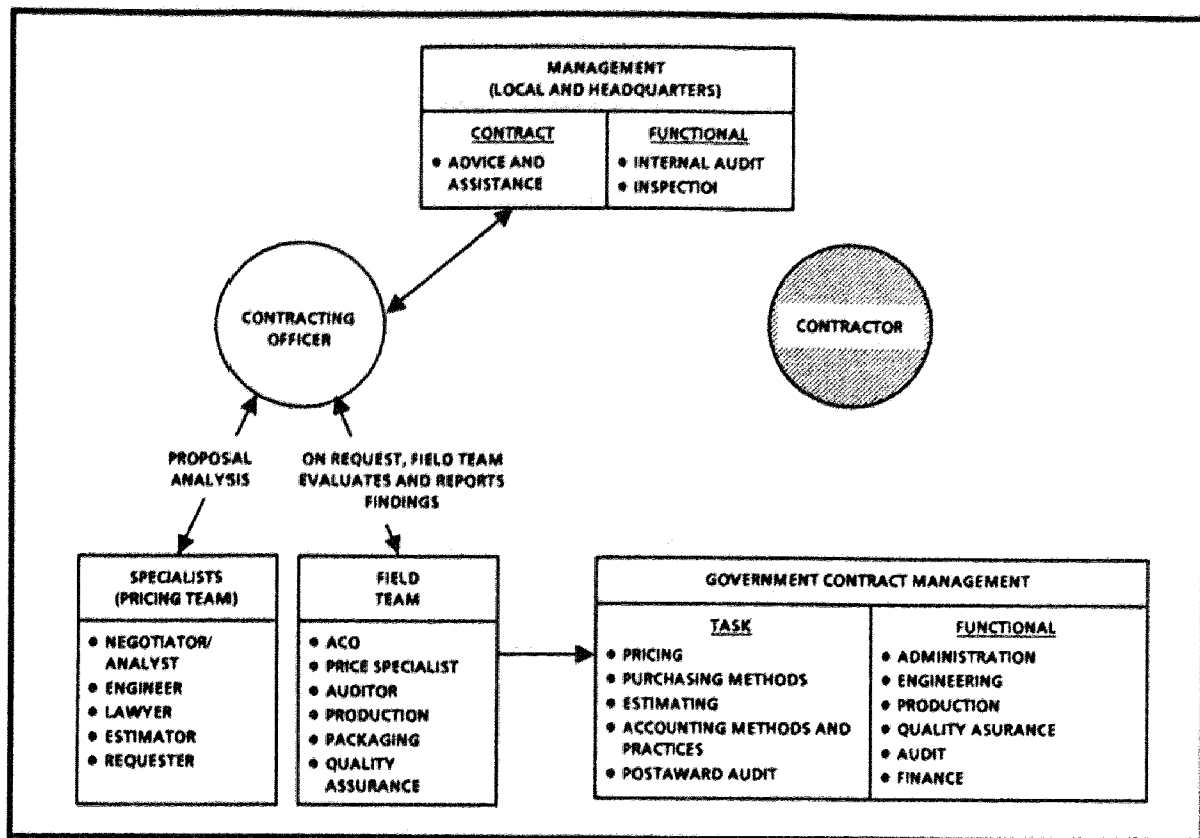 MANAGEMENT
(LOCAL AND HEADQUARTERS)
CONTRACT
• ADVICE AND
ASSISTANCE
FUNCTIONAL
• INTERNAL AUDIT
• INSPECTIOI
CONTRACTING
OFFICER
CONTRACTOR
PROPOSAL
ANALYSIS
ON REQUEST, FIELD TEAM
EVALUATES AND REPORTS
FINDINGS
SPECIALISTS
(PRICING TEAM)
• NEGOTIATOR/
ANALYST
• ENGINEER
• LAWYER
• ESTIMATOR
• REQUESTER
FIELD
TEAM
• ACO
• PRICE SPECIALIST
• AUDITOR
• PRODUCTION
• PACKAGING
• QUALITY
ASSURANCE
GOVERNMENT CONTRACT MANAGEMENT
TASK
• PRICING
• PURCHASING METHODS
• ESTIMATING
• ACCOUNTING METHODS AND
PRACTICES
• POSTAWARD AUDIT
FUNCTIONAL
• ADMINISTRATION
• ENGINEERING
• PRODUCTION
• QUALITY ASURANCE
• AUDIT
• FINANCE